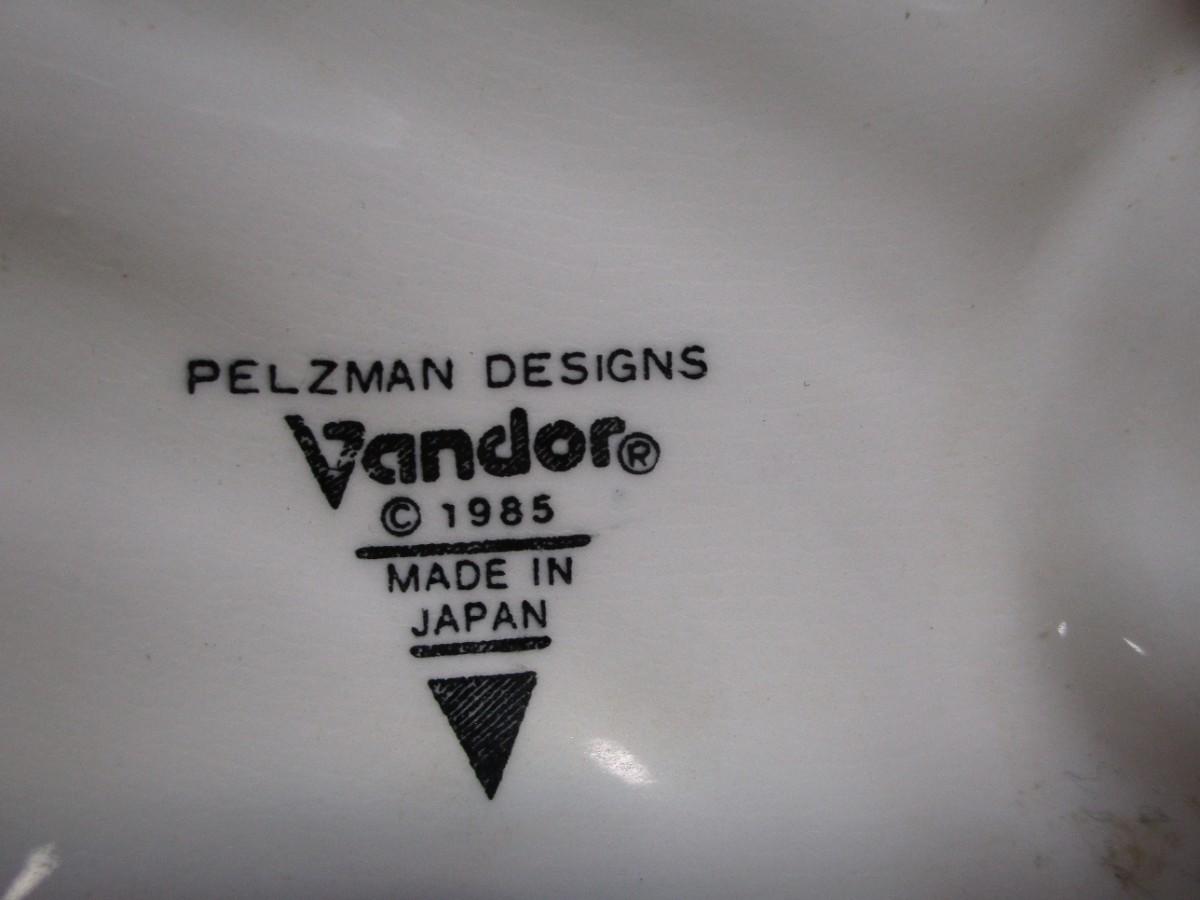 PELZMAN DESIGNS
Vandor®
© 1985
MADE IN
JAPAN